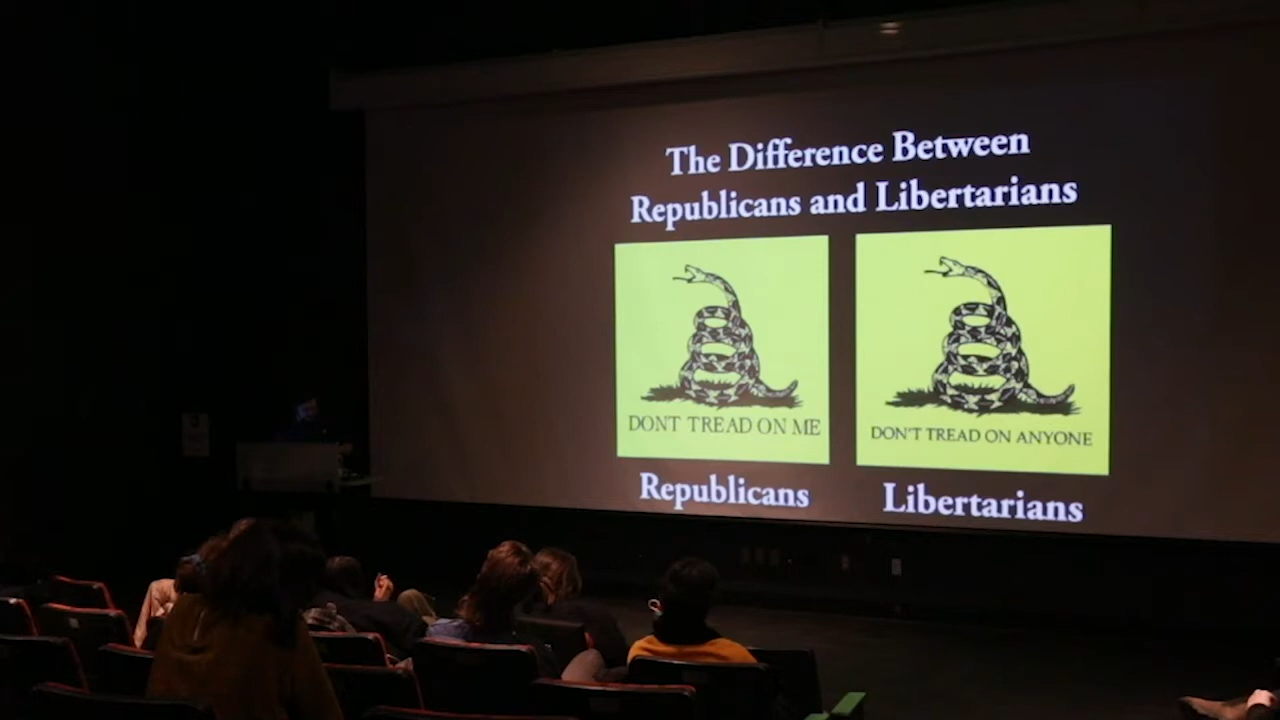 The Difference Between
Republicans and Libertarians
DONT TREAD ON ME
DON'T TREAD ON ANYONE
Republicans
Libertarians